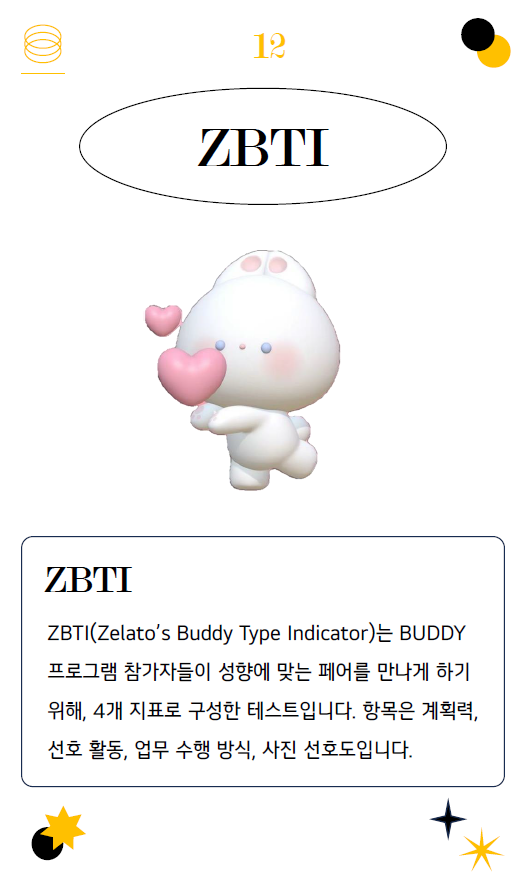 12
ZBTI
ZBTI
ZBTI(Zelato’s Buddy Type Indicator)는 BUDDY
프로그램 참가자들이 성향에 맞는 페어를 만나게 하기
위해, 4개 지표로 구성한 테스트입니다. 항목은 계획력,
선호 활동, 업무 수행 방식, 사진 선호도입니다.